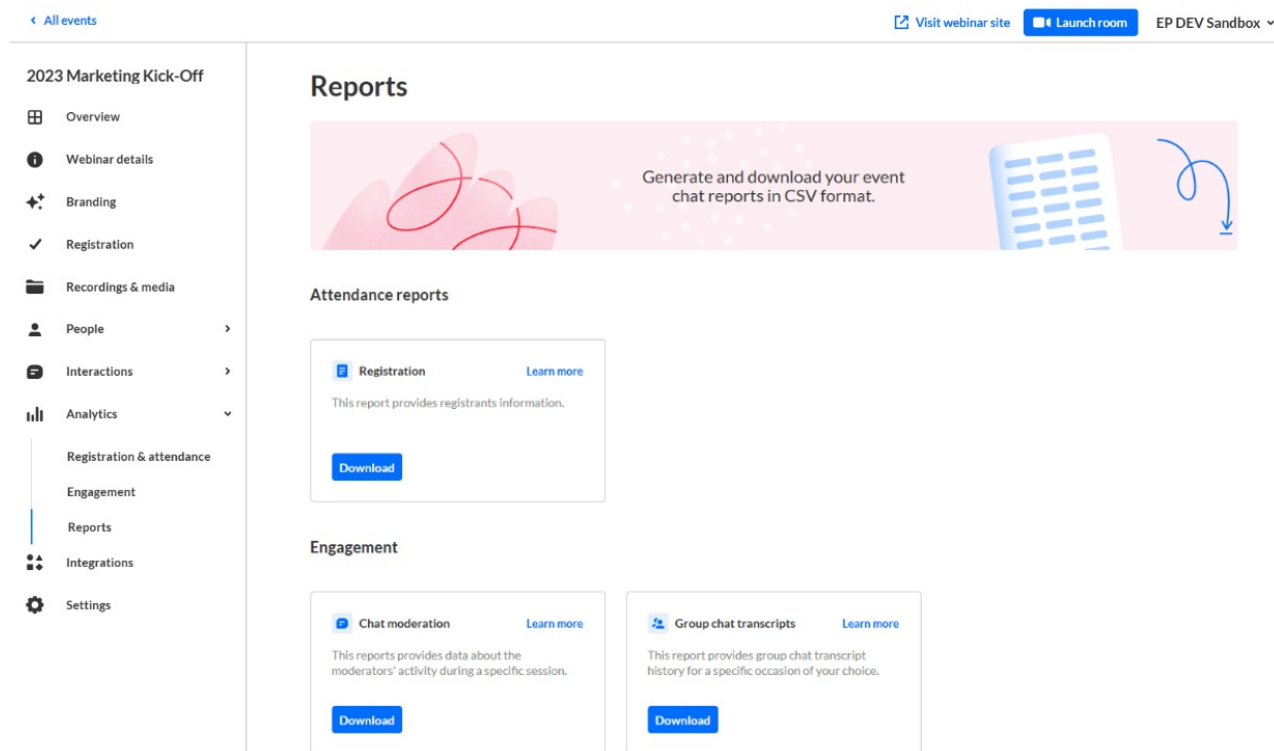 All events
Visit webinar site
Launch room
EP DEV Sandbox
2023 Marketing Kick-Off
Overview
Webinar details
Branding
Registration
Recordings & media
People
Interactions
Analytics
Registration & attendance
Engagement
Reports
Integrations
Settings
Reports
Generate and download your event
chat reports in CSV format.
Attendance reports
Registration
Learn more
This report provides registrants information.
Download
Engagement
Chat moderation
Learn more
This reports provides data about the
moderators' activity during a specific session.
Download
Group chat transcripts
Learn more
This report provides group chat transcript
history for a specific occasion of your choice.
Download